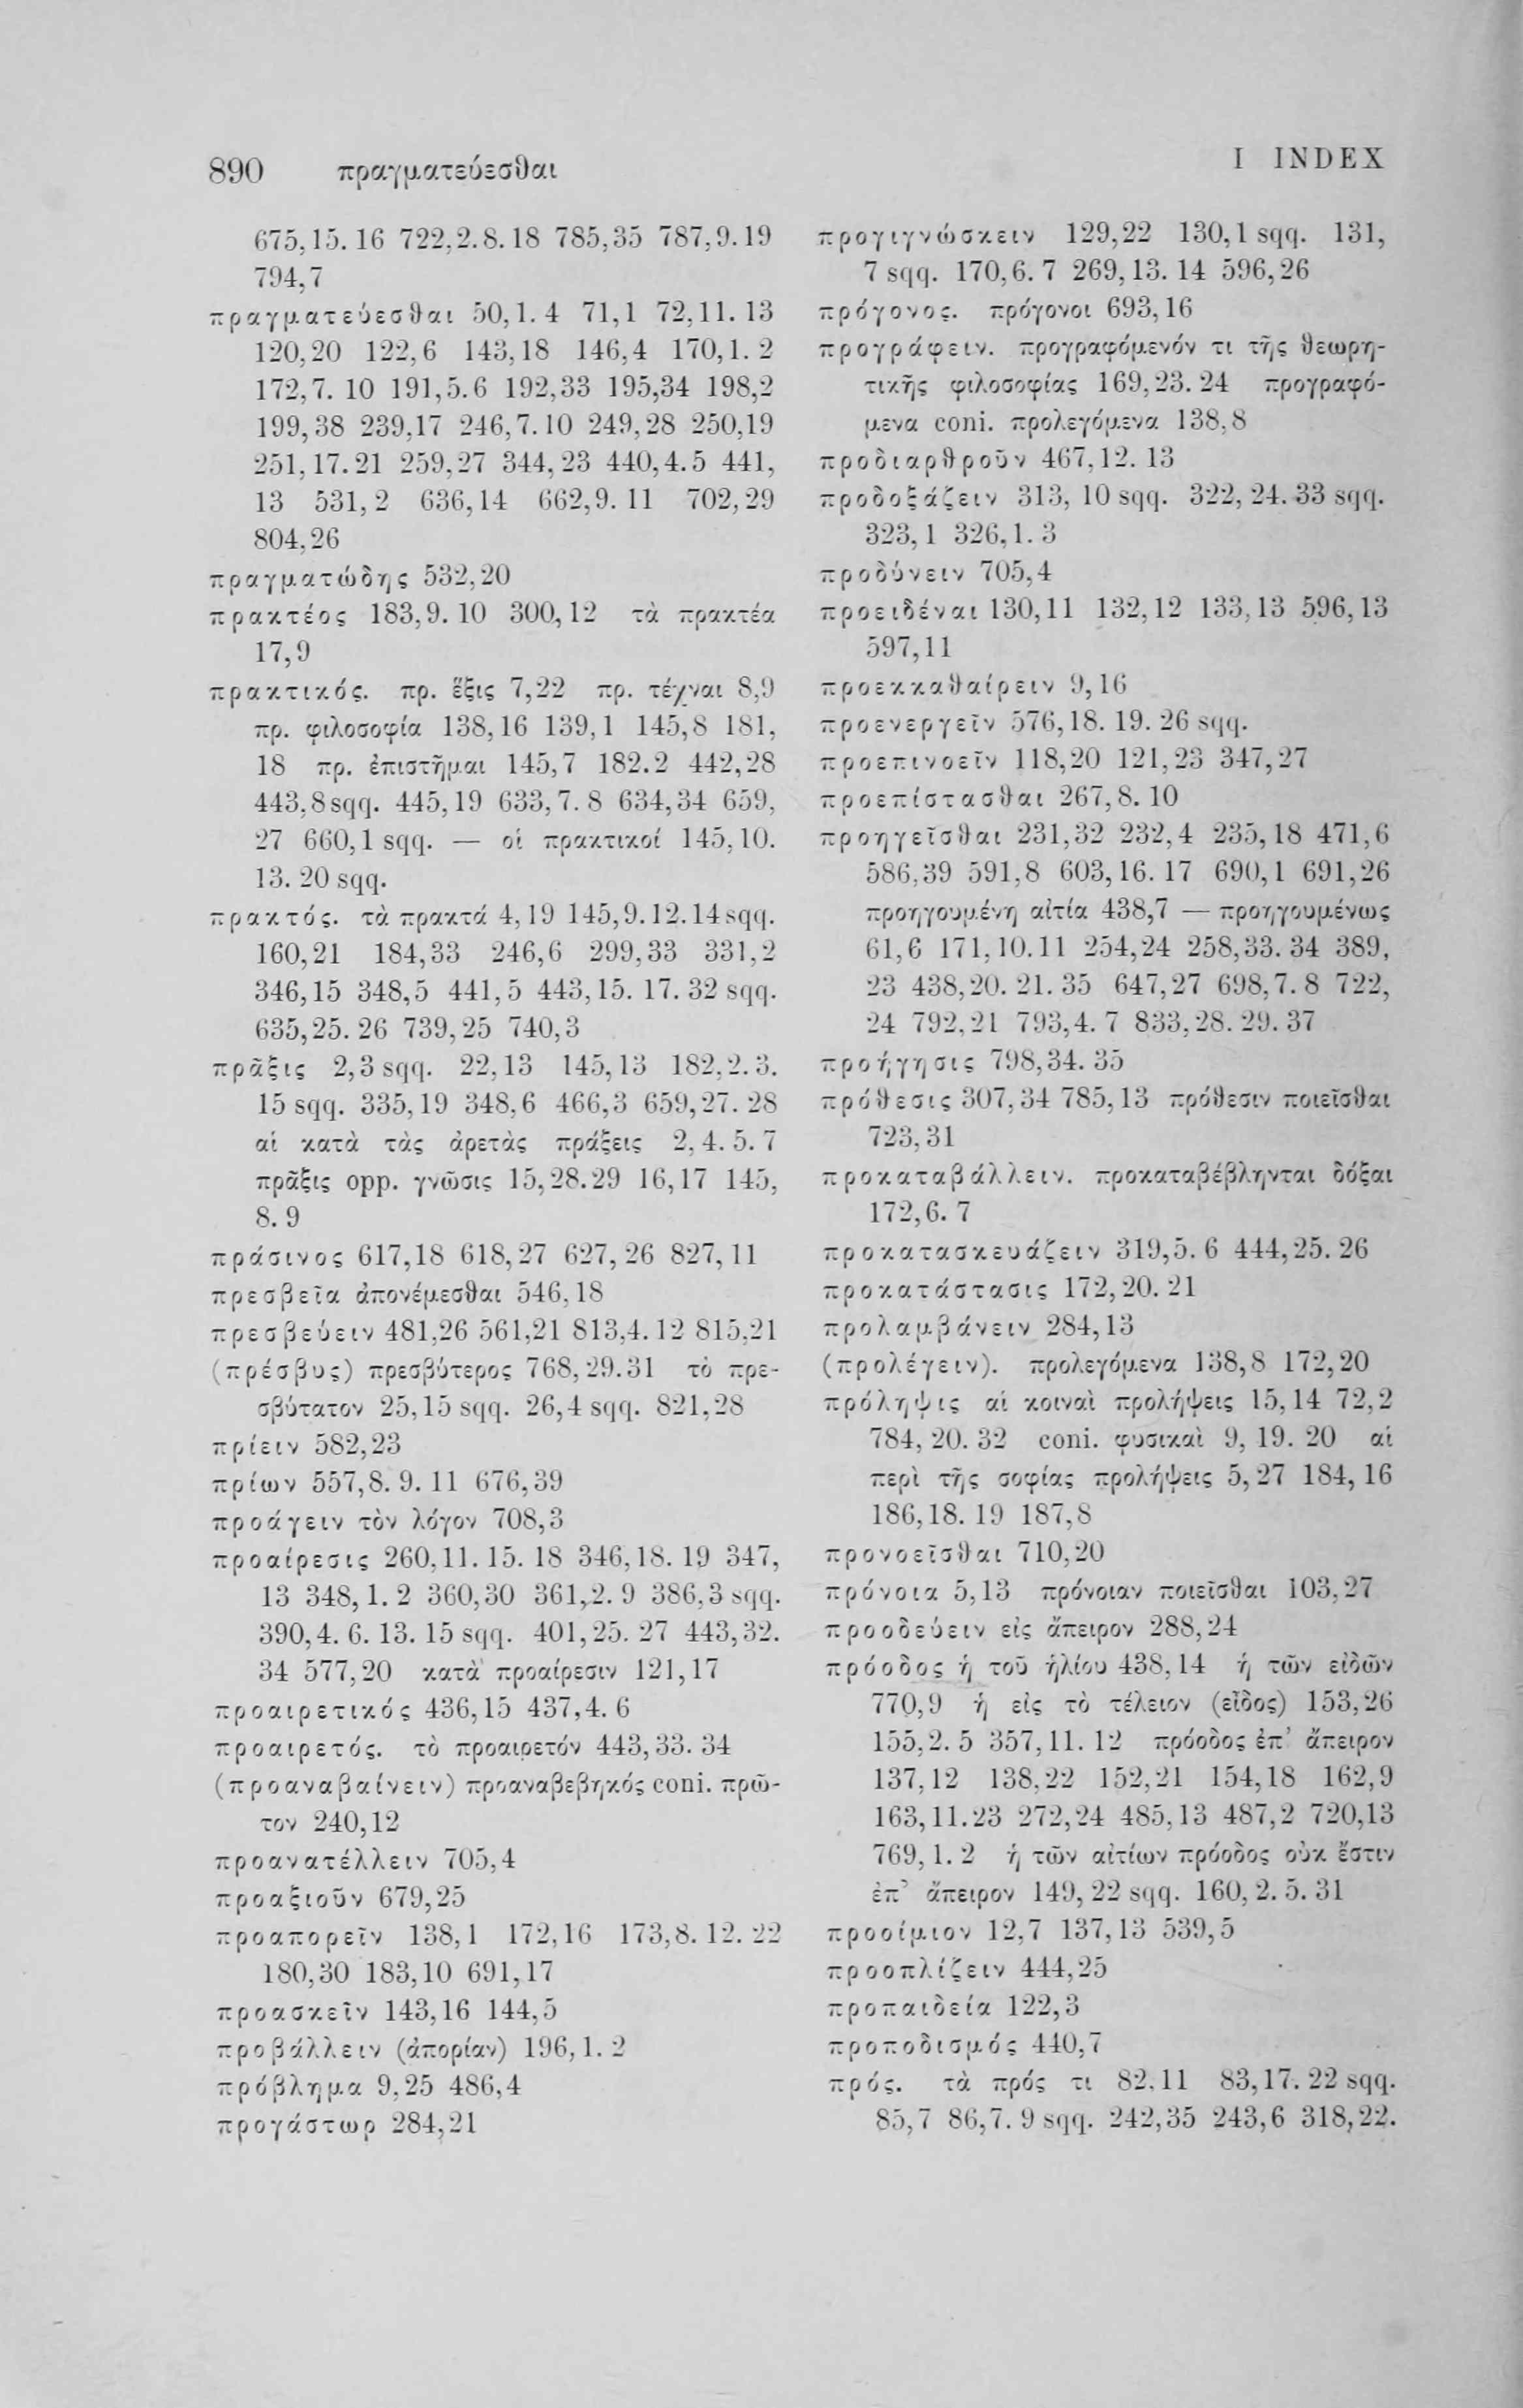 890 πραγματεύεσθαι
I INDEX
675,15. 16 722,2. 8. 18 785,35 787,9. 19
794,7
πραγματεύεσθαι 50,1. 4 71,1 72,11. 13
120,20 122,6 143,18 146,4 170,1. 2
172,7. 10 191,5. 6 192,33 195,34 198,2
199,38 239,17 246,7. 10 249,28 250,19
251,17. 21 259,27 344,23 440,4. 5 441,
13 531,2 636,14 662,9. 11 702,29
804,26
πραγματώδης 532,20
πρακτέος 183,9. 10 300,12 τὰ πρακτέα
17,9
πρακτικός. πρ. ἕξις 7,22 πρ. τέχναι 8,9
πρ. φιλοσοφία 138,16 139,1 145,8 181,
18 πρ. ἐπιστῆμαι 145,7 182.2 442,28
443,8 sqq. 445,19 633,7. 8 634,34 659,
27 660,1 sqq. — οἱ πρακτικοί 145,10.
13. 20 sqq.
πρακτός. τὰ πρακτά 4,19 145,9. 12. 14 sqq.
160,21 184,33 246,6 299,33 331,2
346,15 348,5 441,5 443,15. 17. 32 sqq.
635,25. 26 739,25 740,3
πρᾶξις 2,3 sqq. 22,13 145,13 182,2. 3.
15 sqq. 335,19 348,6 466,3 659,27. 28
αἱ κατὰ τὰς ἀρετὰς πράξεις 2,4. 5. 7
πρᾶξις opp. γνῶσις 15,28. 29 16,17 145,
8. 9
πράσινος 617,18 618,27 627,26 827,11
πρεσβεῖα ἀπονέμεσθαι 546,18
πρεσβεύειν 481,26 561,21 813,4. 12 815,21
(πρέσβυς) πρεσβύτερος 768,29. 31 τὸ πρε-
σβύτατον 25,15 sqq. 26,4 sqq. 821,28
πρίειν 582,23
πρίων 557,8. 9. 11 676,39
προάγειν τὸν λόγον 708,3
προαίρεσις 260,11. 15. 18 346,18. 19 347,
13 348,1. 2 360,30 361,2. 9 386,3 sqq.
390,4. 6. 13. 15 sqq. 401,25. 27 443,32.
34 577,20 κατὰ προαίρεσιν 121,17
προαιρετικός 436,15 437,4. 6
προαιρετός. τὸ προαιρετόν 443,33. 34
(προαναβαίνειν) προαναβεβηκός coni. πρῶ-
τον 240,12
προανατέλλειν 705,4
προαξιοῦν 679,25
προαπορεῖν 138,1 172,16 173,8. 12. 22
180,30 183,10 691,17
προασκεῖν 143,16 144,5
προβάλλειν (ἀπορίαν) 196,1. 2
πρόβλημα 9,25 486,4
προγάστωρ 284,21
προγιγνώσκειν 129,22 130,1 sqq. 131,
7 sqq. 170,6. 7 269,13. 14 596,26
πρόγονος. πρόγονοι 693,16
προγράφειν. προγραφόμενόν τι τῆς θεωρη-
τικῆς φιλοσοφίας 169,23. 24 προγραφό-
μενα coni. προλεγόμενα 138,8
προδιαρθροῦν 467,12. 13
προδοξάζειν 313,10 sqq. 322,24. 33 sqq.
323,1 326,1. 3
προδύνειν 705,4
προειδέναι 130,11 132,12 133,13 596,13
597,11
προεκκαθαίρειν 9,16
προενεργεῖν 576,18. 19. 26 sqq.
προεπινοεῖν 118,20 121,23 347,27
προεπίστασθαι 267,8. 10
προηγεῖσθαι 231,32 232,4 235,18 471,6
586,39 591,8 603,16. 17 690,1 691,26
προηγουμένη αἰτία 438,7 — προηγουμένως
61,6 171,10. 11 254,24 258,33. 34 389,
23 438,20. 21. 35 647,27 698,7. 8 722,
24 792,21 793,4. 7 833,28. 29. 37
προήγησις 798,34. 35
πρόθεσις 307,34 785,13 πρόθεσιν ποιεῖσθαι
723,31
προκαταβάλλειν. προκαταβέβληνται δόξαι
172,6. 7
προκατασκευάζειν 319,5. 6 444,25. 26
προκατάστασις 172,20. 21
προλαμβάνειν 284,13
(προλέγειν). προλεγόμενα 138,8 172,20
πρόληψις αἱ κοιναὶ προλήψεις 15,14 72,2
784,20. 32 coni. φυσικαὶ 9,19. 20 αἱ
περὶ τῆς σοφίας προλήψεις 5,27 184,16
186,18. 19 187,8
προνοεῖσθαι 710,20
πρόνοια 5,13 πρόνοιαν ποιεῖσθαι 103,27
προοδεύειν εἰς ἄπειρον 288,24
πρόοδος ἡ τοῦ ἡλίου 438,14 ἡ τῶν εἰδῶν
770,9 ἡ εἰς τὸ τέλειον (εἶδος) 153,26
155,2. 5 357,11. 12 πρόοδος ἐπ᾽ ἄπειρον
137,12 138,22 152,21 154,18 162,9
163,11. 23 272,24 485,13 487,2 720,13
769,1. 2 ἡ τῶν αἰτίων πρόοδος οὐκ ἔστιν
ἐπ᾽ ἄπειρον 149,22 sqq. 160,2. 5. 31
προοίμιον 12,7 137,13 539,5
προοπλίζειν 444,25
προπαιδεία 122,3
προποδισμός 440,7
πρός. τὰ πρός τι 82,11 83,17. 22 sqq.
85,7 86,7. 9 sqq. 242,35 243,6 318,22.